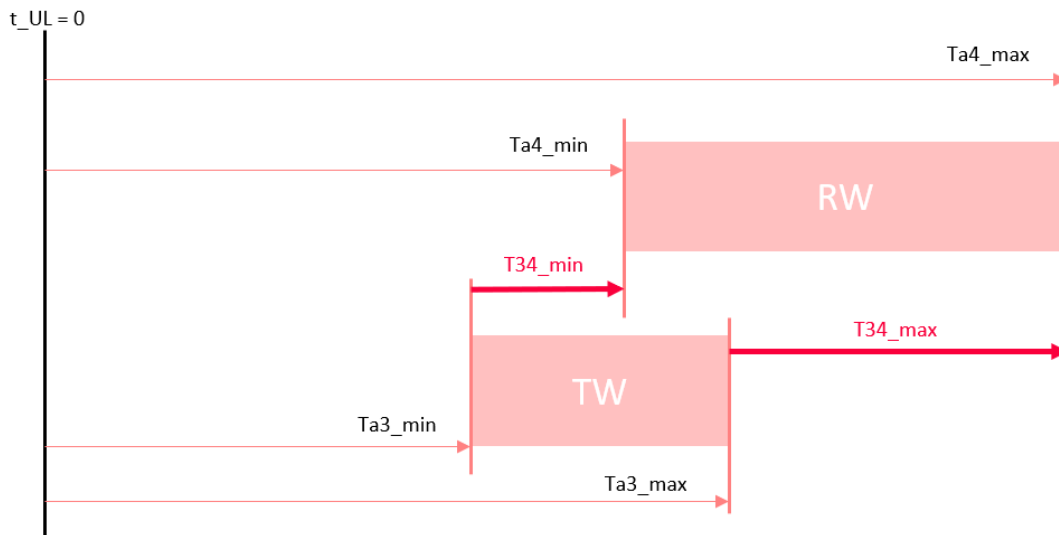 t_UL = 0
Ta4_max
Ta4_min
RW
T34_min
T34_max
TW
Ta3_min
Ta3_max